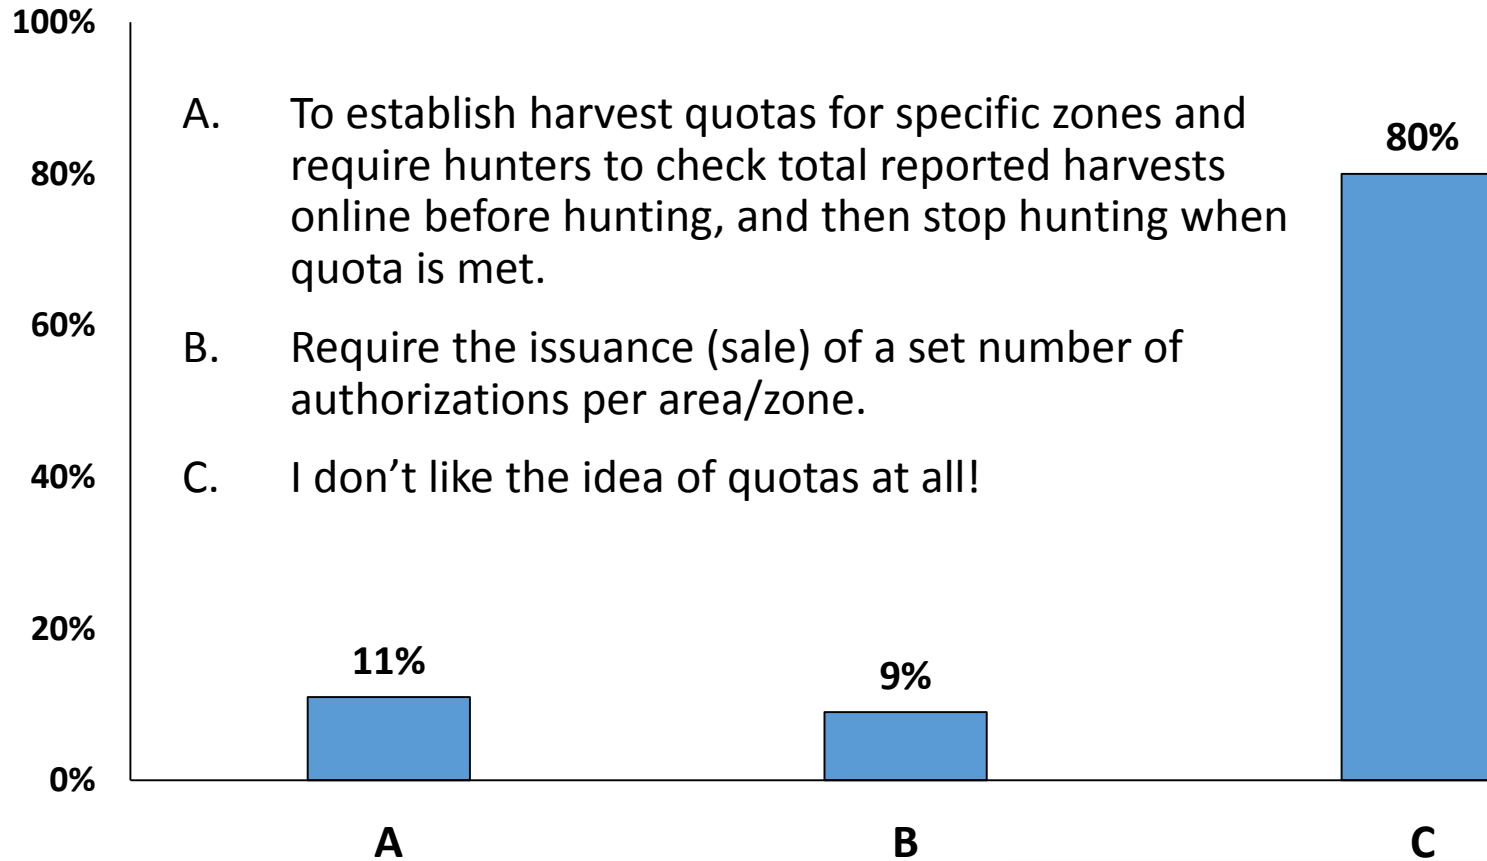 100%
A. To establish harvest quotas for specific zones and
require hunters to check total reported harvests
online before hunting, and then stop hunting when
quota is met.
80%
80%
60%
B. Require the issuance (sale) of a set number of
authorizations per area/zone.
40%
C. I don’t like the idea of quotas at all!
20%
11%
9%
0%
A
B
C